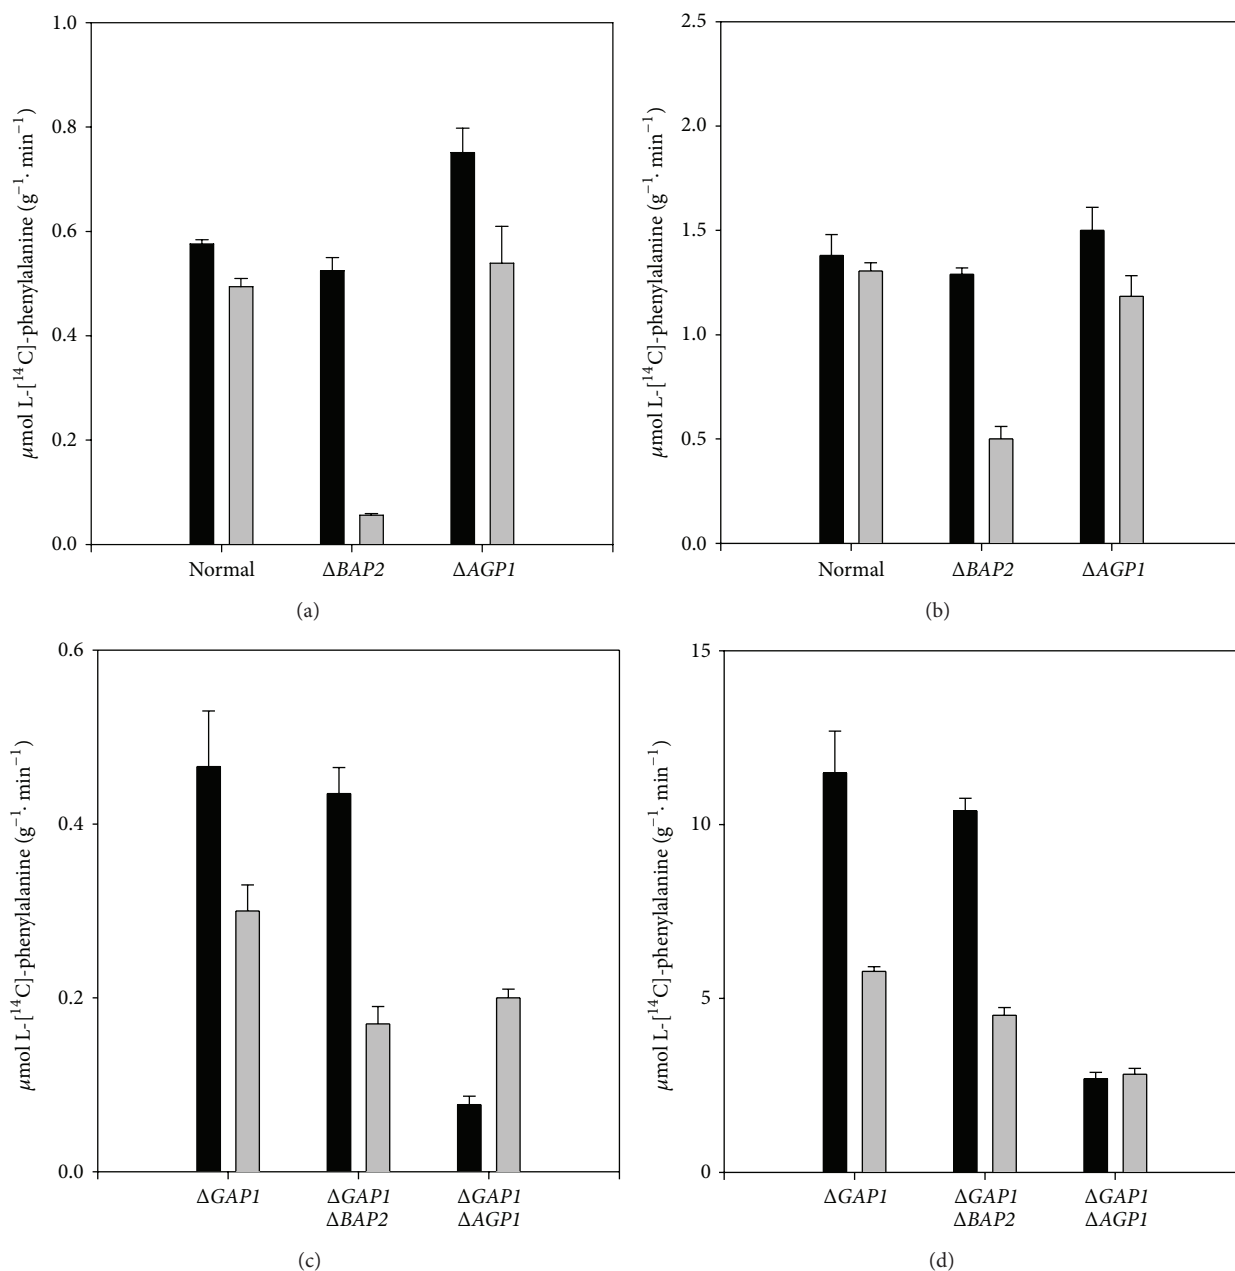 1.0
0.8
0.6
0.4
0.2
0.0
µmol L-[¹⁴C]-phenylalanine (g⁻¹· min⁻¹)
Normal ΔBAP2 ΔAGP1
(a)
2.5
2.0
1.5
1.0
0.5
0.0
µmol L-[¹⁴C]-phenylalanine (g⁻¹· min⁻¹)
Normal ΔBAP2 ΔAGP1
(b)
0.6
0.4
0.2
0.0
µmol L-[¹⁴C]-phenylalanine (g⁻¹· min⁻¹)
ΔGAP1 ΔGAP1 ΔGAP1
ΔBAP2 ΔAGP1
(c)
15
10
5
0
µmol L-[¹⁴C]-phenylalanine (g⁻¹· min⁻¹)
ΔGAP1 ΔGAP1 ΔGAP1
ΔBAP2 ΔAGP1
(d)